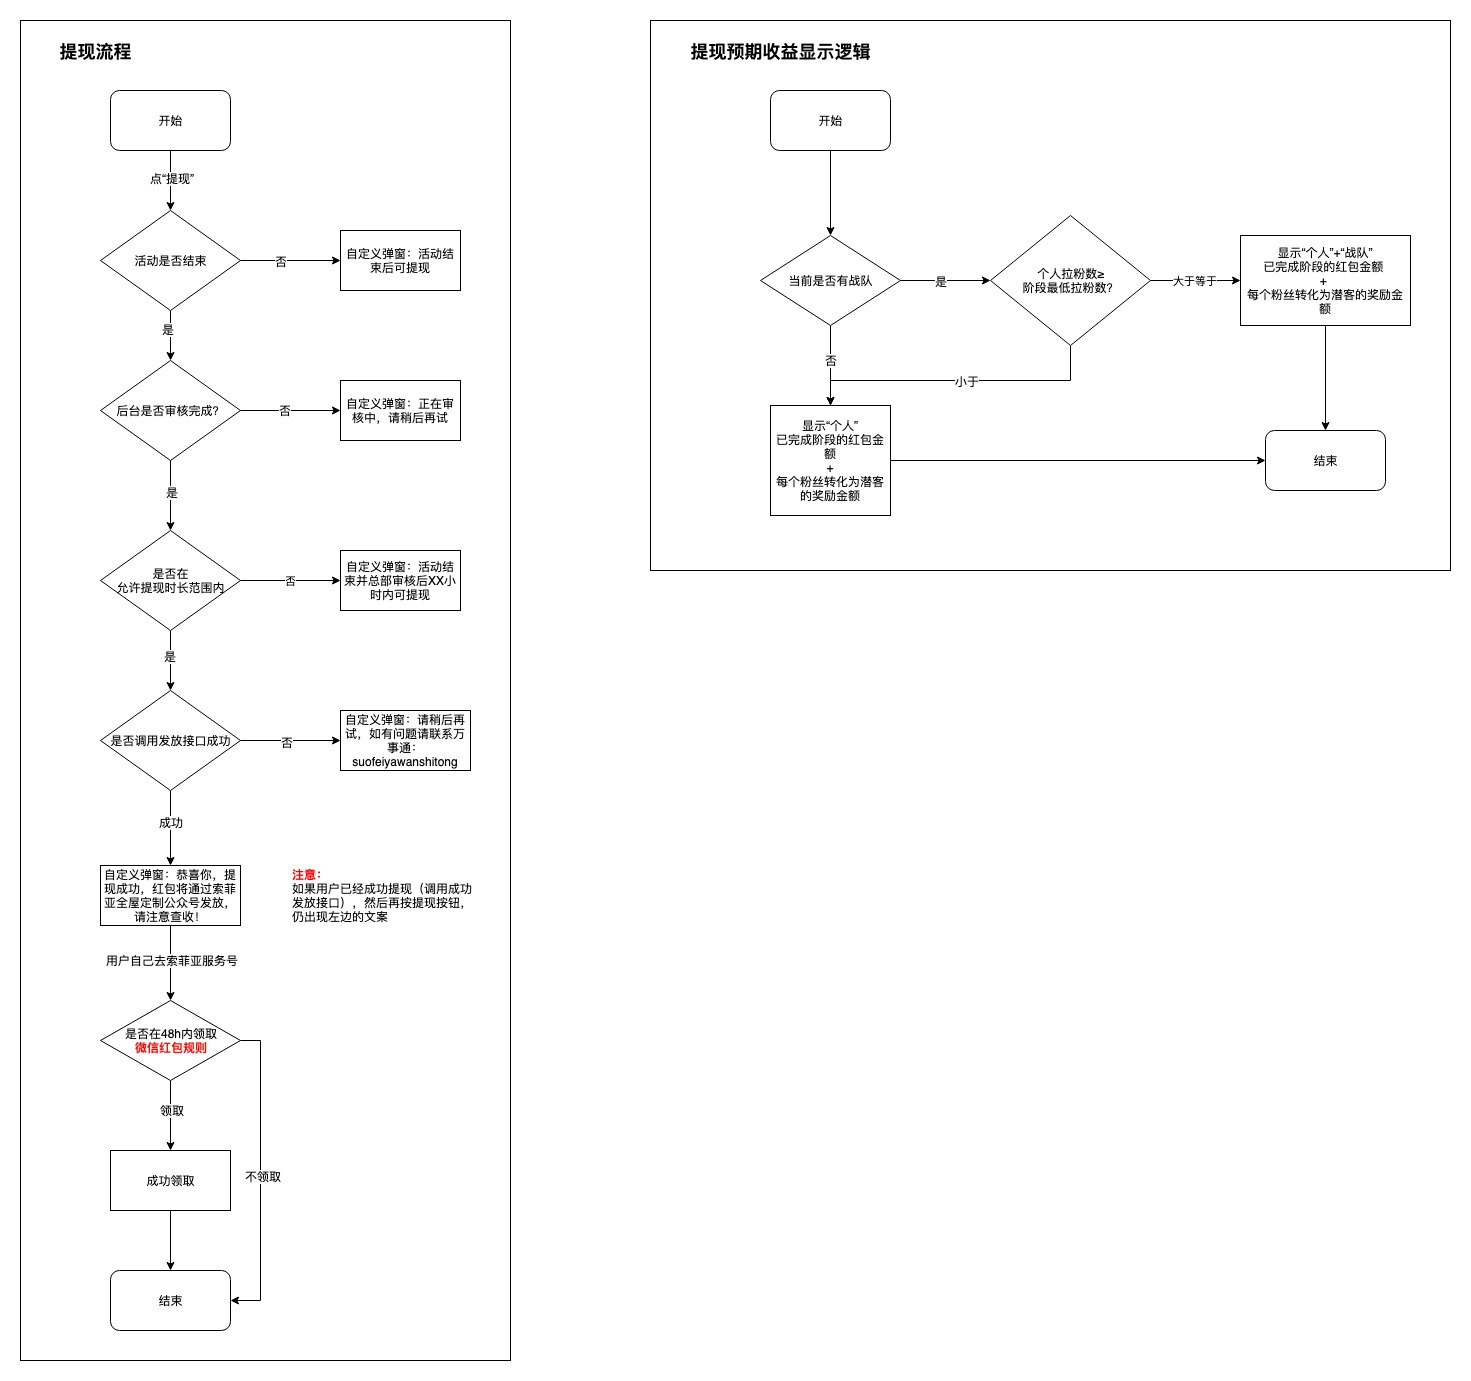 提现流程
开始
点“提现”
活动是否结束
否
自定义弹窗：活动结
束后可提现
是
后台是否审核完成？
否
自定义弹窗：正在审
核中，请稍后再试
是
是否在
允许提现时长范围内
否
自定义弹窗：活动结
束并总部审核后XX小
时内可提现
是
是否调用发放接口成功
否
自定义弹窗：请稍后再
试，如有问题请联系万
事通：
suofeiyawanshitong
成功
自定义弹窗：恭喜你，提
现成功，红包将通过索菲
亚全屋定制公众号发放，
请注意查收！
注意：
如果用户已经成功提现（调用成功
发放接口），然后再按提现按钮，
仍出现左边的文案
用户自己去索菲亚服务号
是否在48h内领取
微信红包规则
领取
不领取
成功领取
结束
提现预期收益显示逻辑
开始
当前是否有战队
是
个人拉粉数≥
阶段最低拉粉数？
大于等于
显示“个人”+“战队”
已完成阶段的红包金额
+
每个粉丝转化为潜客的奖励金
额
否
小于
显示“个人”
已完成阶段的红包金
额
+
每个粉丝转化为潜客
的奖励金额
结束